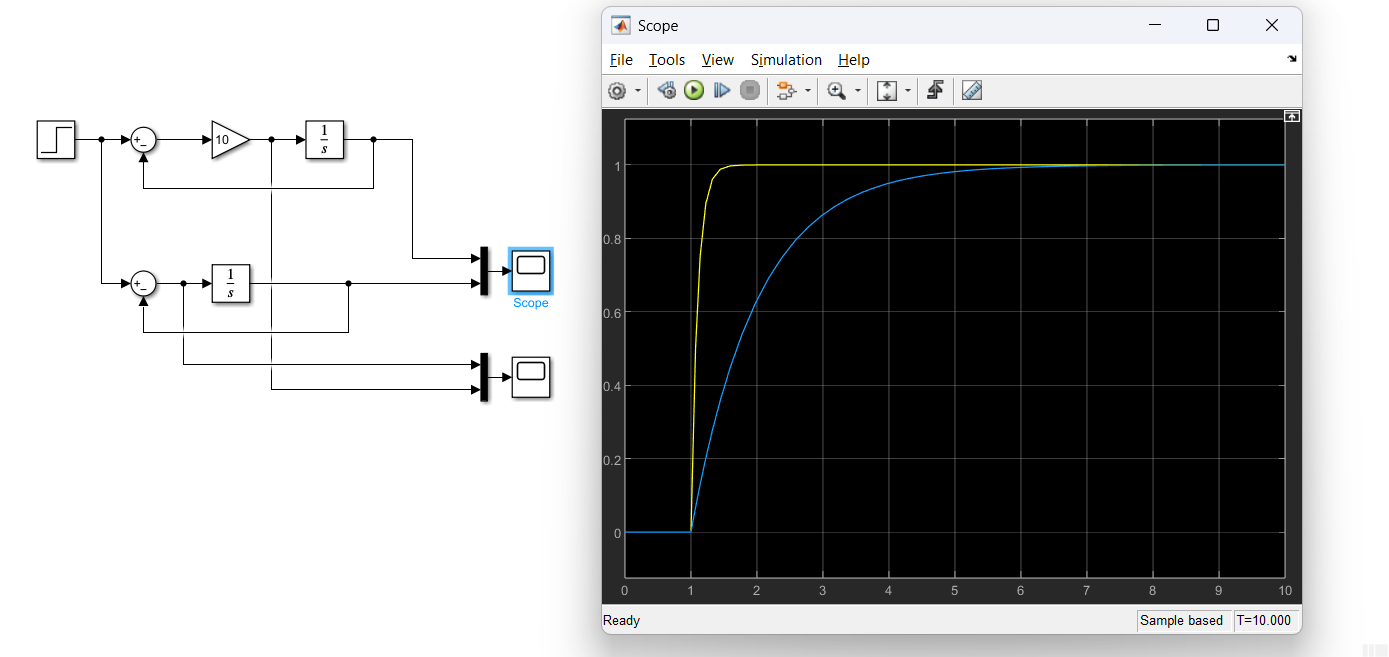 Scope
File Tools View Simulation Help
+
−
10
1
s
+
−
1
s
Scope
1
0.8
0.6
0.4
0.2
0
0 1 2 3 4 5 6 7 8 9 10
Ready Sample based T=10.000